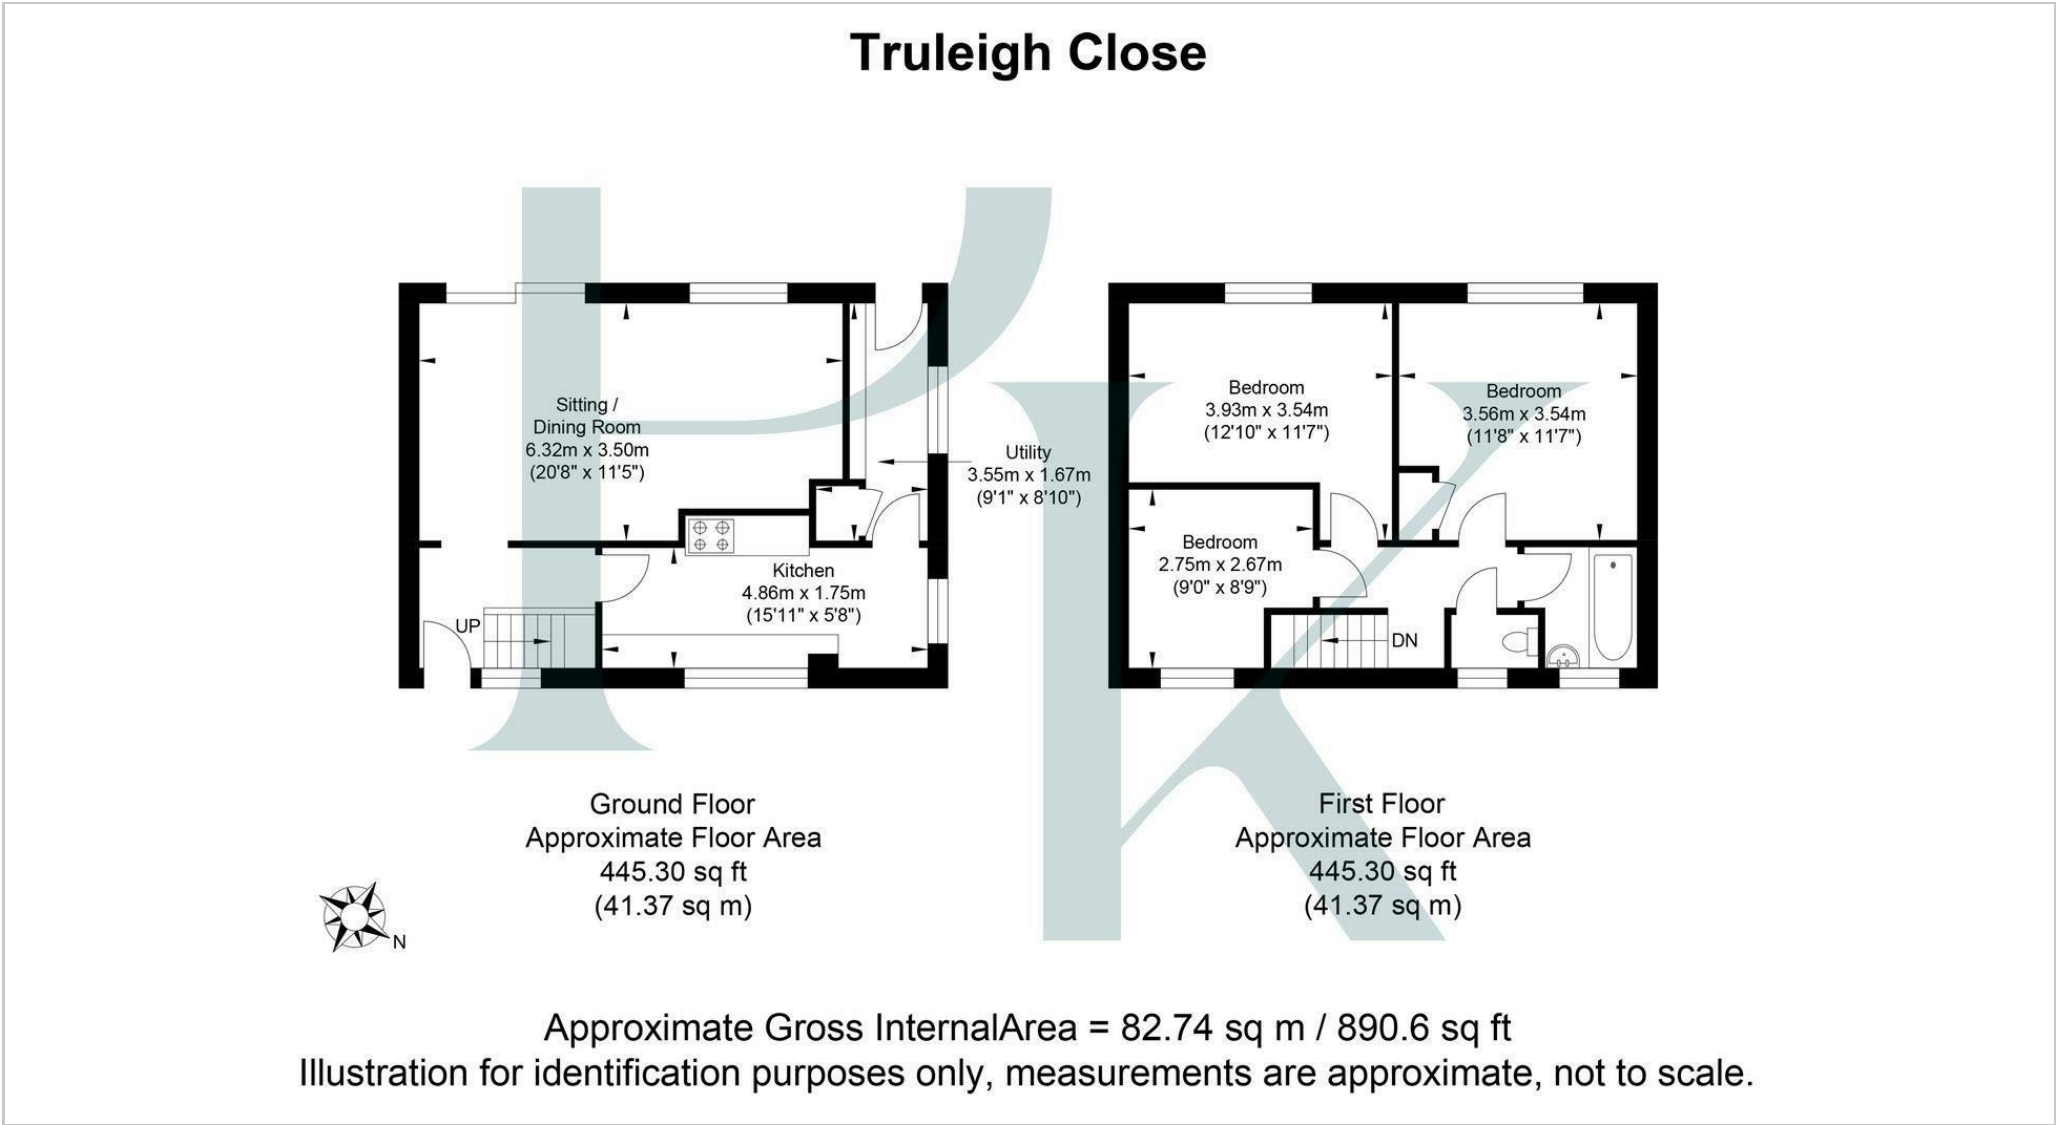 Truleigh Close
Sitting /
Dining Room
6.32m x 3.50m
(20'8" x 11'5")
Utility
3.55m x 1.67m
(9'1" x 8'10")
Kitchen
4.86m x 1.75m
(15'11" x 5'8")
UP
Bedroom
3.93m x 3.54m
(12'10" x 11'7")
Bedroom
3.56m x 3.54m
(11'8" x 11'7")
Bedroom
2.75m x 2.67m
(9'0" x 8'9")
DN
Ground Floor
Approximate Floor Area
445.30 sq ft
(41.37 sq m)
First Floor
Approximate Floor Area
445.30 sq ft
(41.37 sq m)
N
Approximate Gross InternalArea = 82.74 sq m / 890.6 sq ft
Illustration for identification purposes only, measurements are approximate, not to scale.